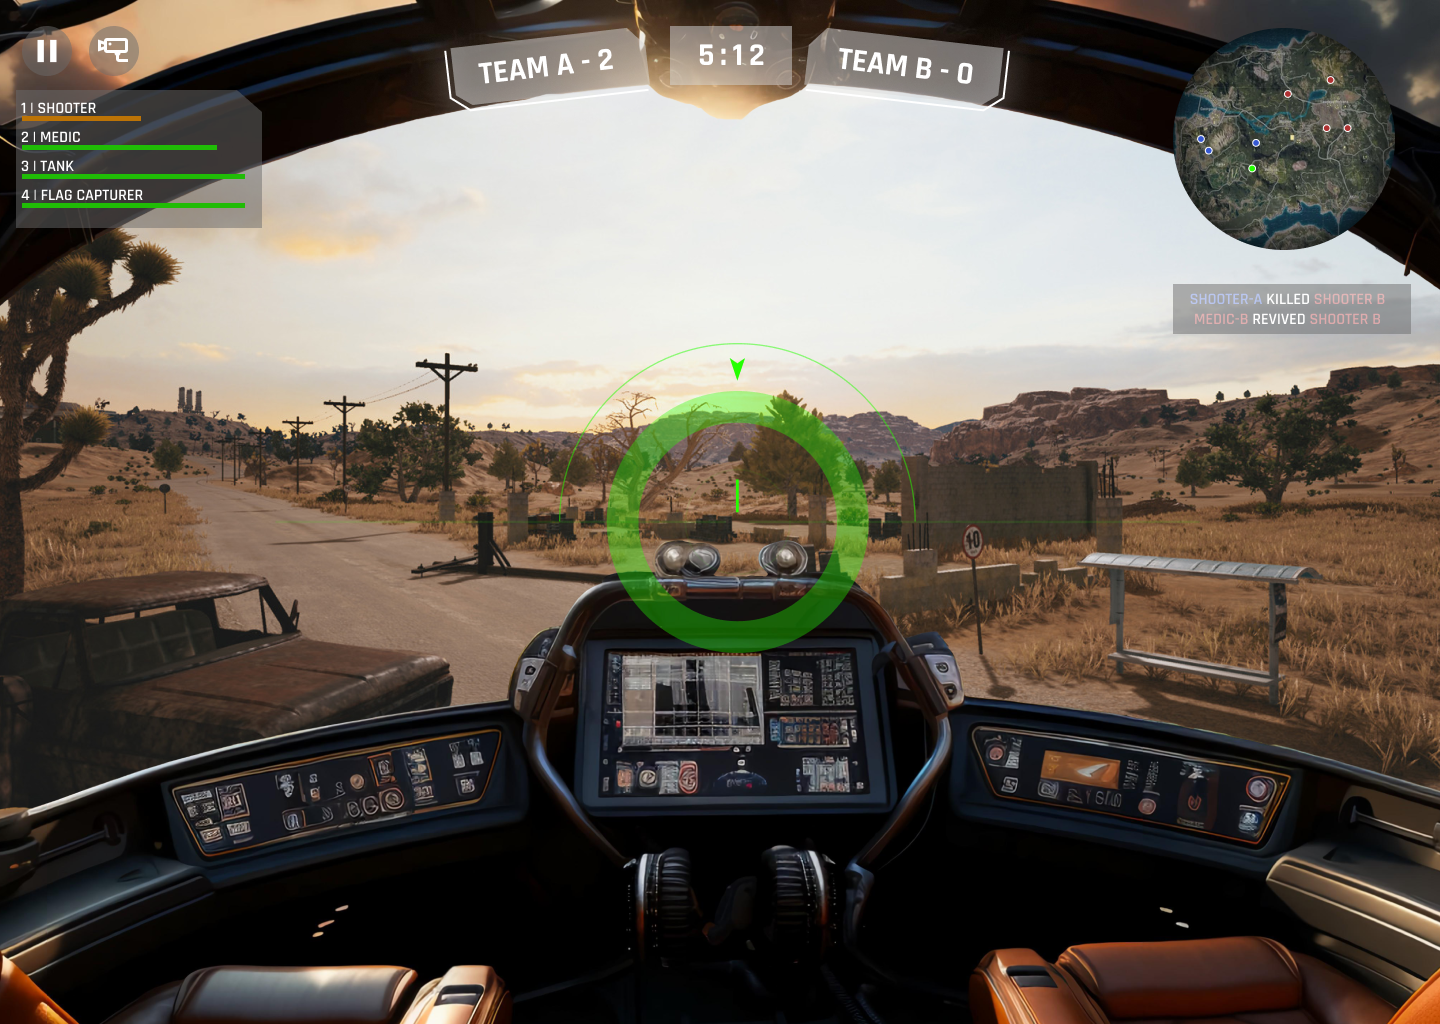 TEAM A - 2
5:12
TEAM B - 0
1 | SHOOTER
2 | MEDIC
3 | TANK
4 | FLAG CAPTURER
SHOOTER-A KILLED SHOOTER B
MEDIC-B REVIVED SHOOTER B